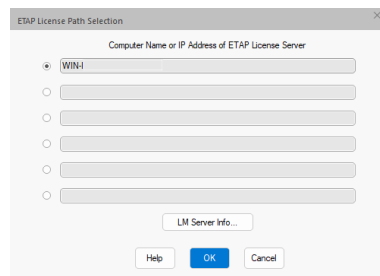 ETAP License Path Selection
Computer Name or IP Address of ETAP License Server
WIN-I
LM Server Info...
Help
OK
Cancel